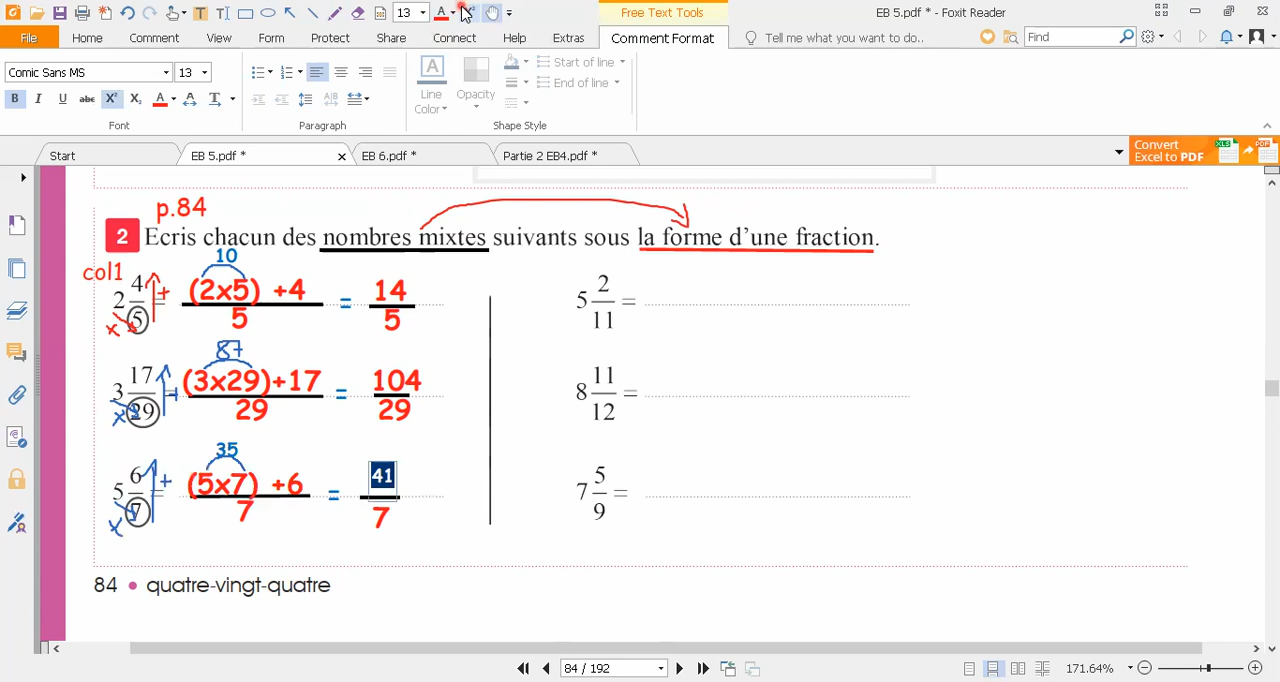 13 A
Free Text Tools
EB 5.pdf * - Foxit Reader
File Home Comment View Form Protect Share Connect Help Extras Comment Format Tell me what you want to do.. Find
Comic Sans MS 13
B I U abc X² X₂ A A T
Line Color Opacity
Start of line
End of line
Font Paragraph Shape Style
Start EB 5.pdf * EB 6.pdf * Partie 2 EB4.pdf *
Convert Excel to PDF
p.84
2 Ecris chacun des nombres mixtes suivants sous la forme d'une fraction.
col1
2 4/5 = (2x5) +4 / 5 = 14/5
10
x +
5 2/11 =
3 17/29 = (3x29)+17 / 29 = 104/29
87
x +
8 11/12 =
5 6/7 = (5x7) +6 / 7 = 41/7
35
x +
7 5/9 =
84 • quatre-vingt-quatre
84 / 192
171.64%